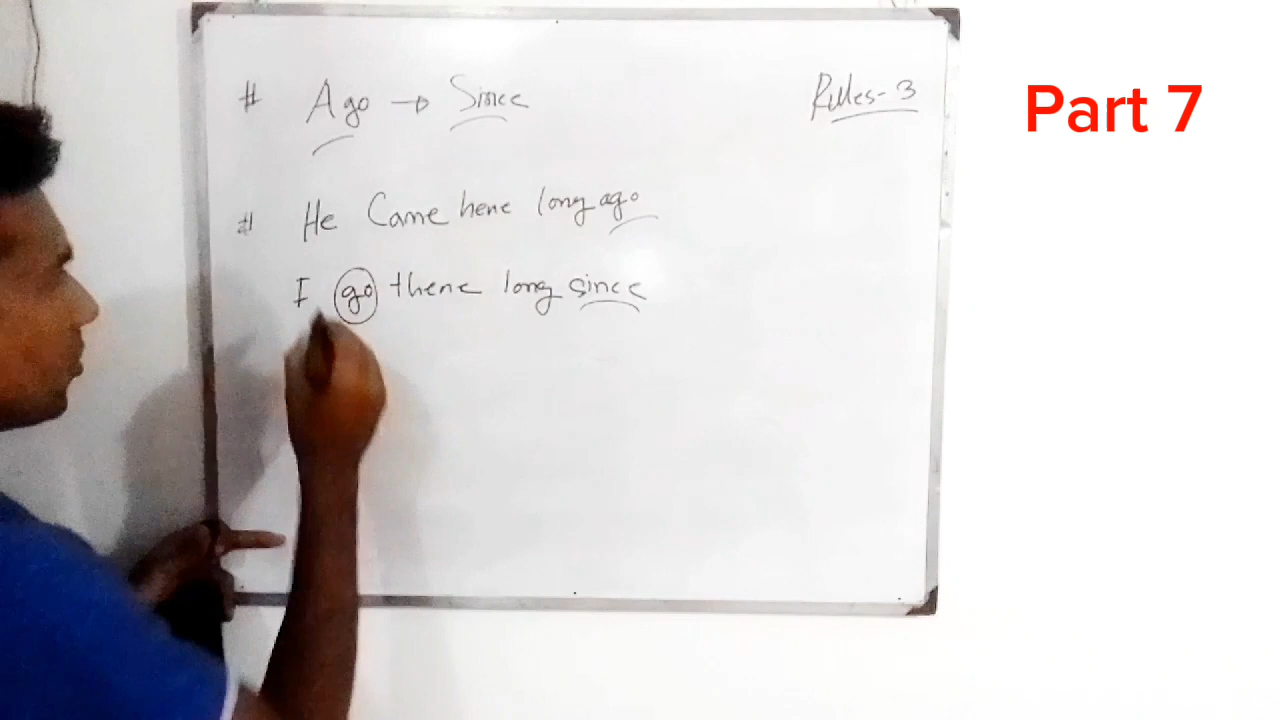 # Ago → Since
Rules-3
Part 7
# He Came here long ago
I go there long since